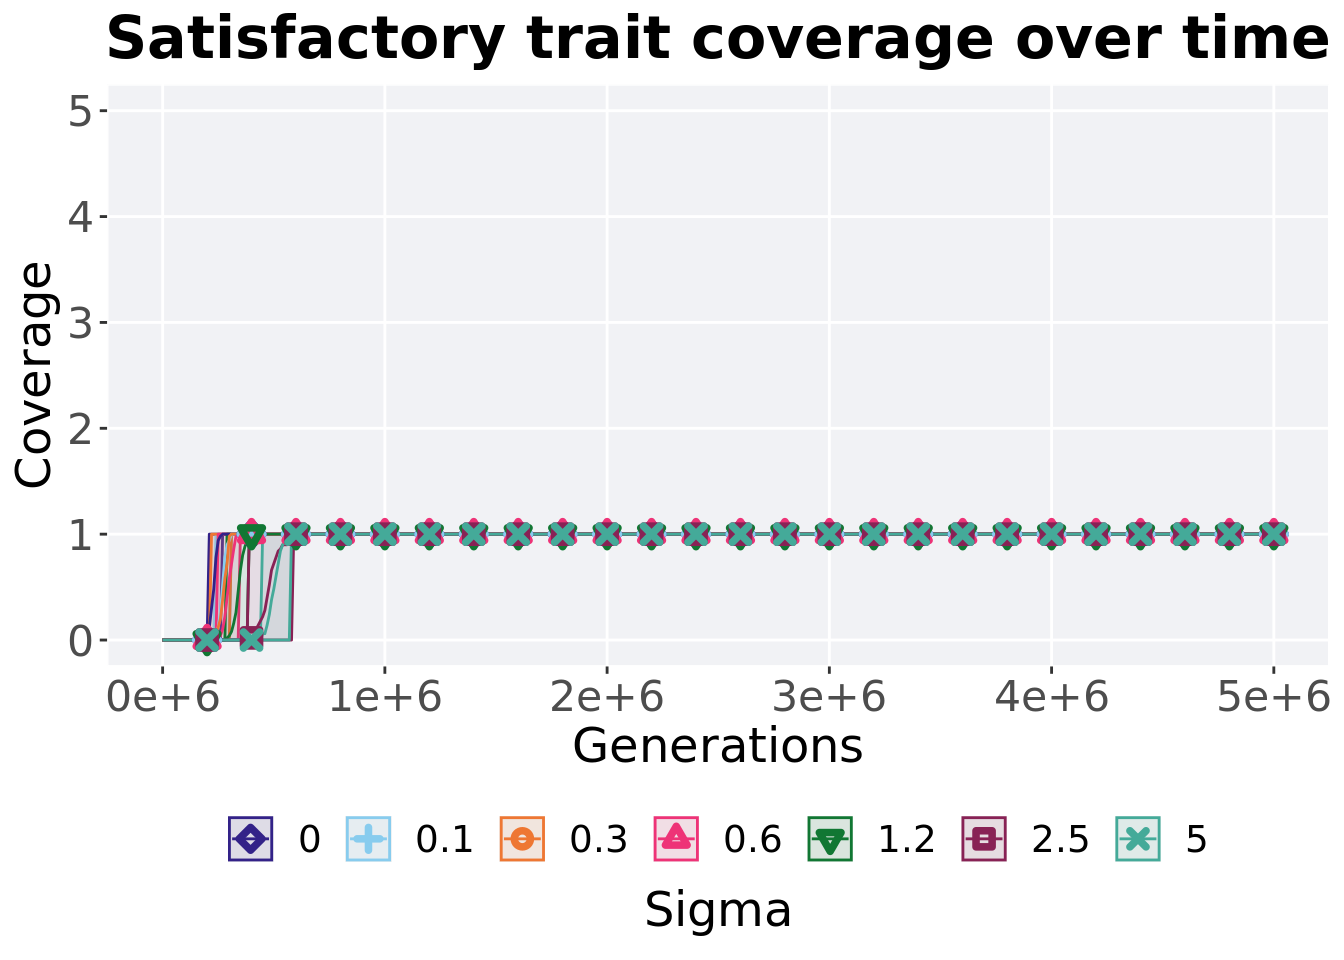 Satisfactory trait coverage over time
5
4
3
2
1
0
Coverage
0e+6 1e+6 2e+6 3e+6 4e+6 5e+6
Generations
0 0.1 0.3 0.6 1.2 2.5 5
Sigma